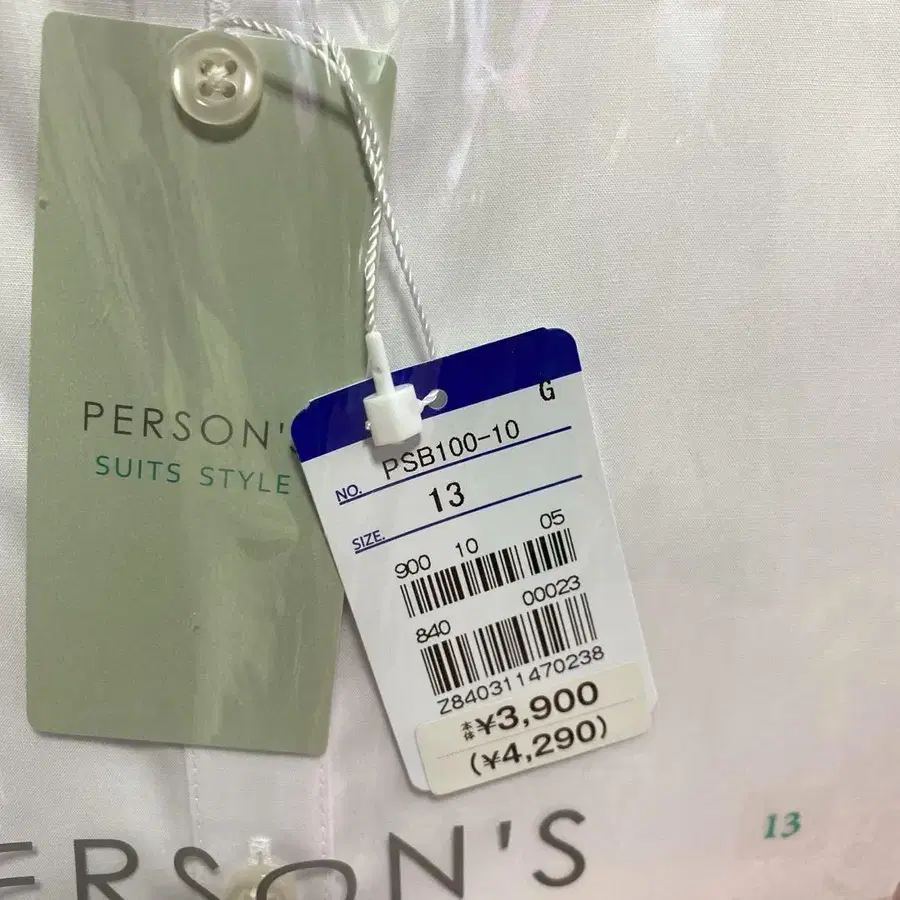 PERSON'S
SUITS STYLE
G
NO. PSB100-10
SIZE. 13
900 10 05
840 00023
Z840311470238
本体¥3,900
(¥4,290)
PERSON'S
13